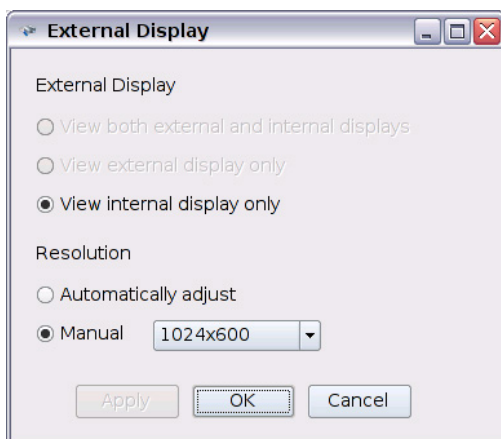 External Display
External Display
View both external and internal displays
View external display only
View internal display only
Resolution
Automatically adjust
Manual 1024x600
Apply OK Cancel